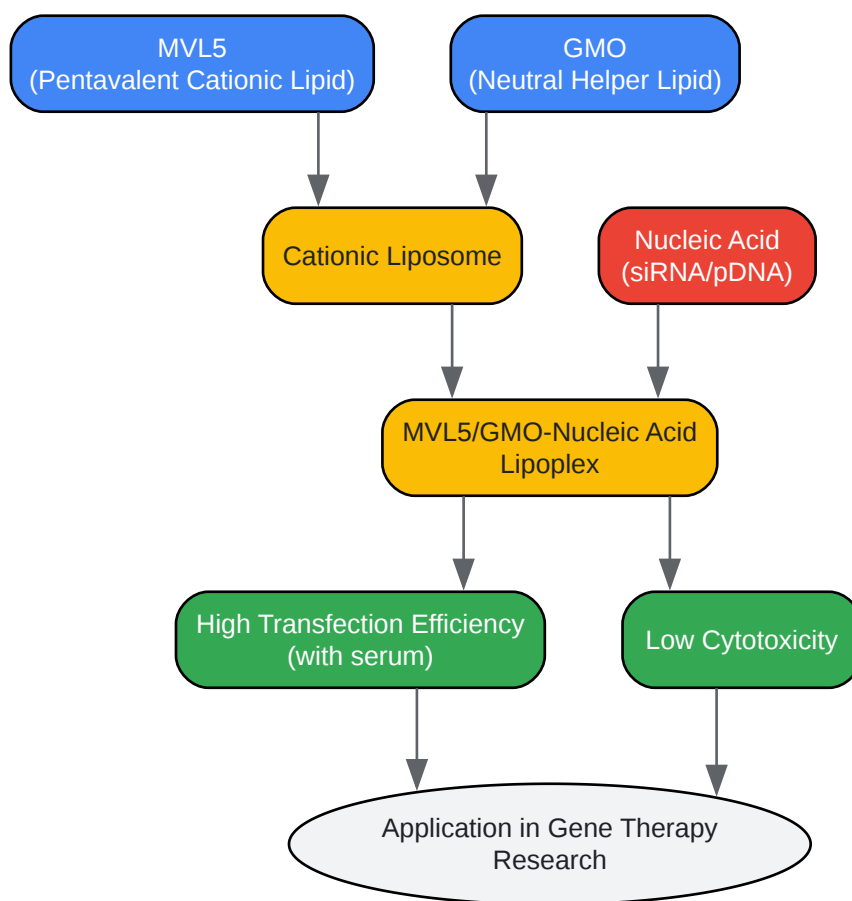 MVL5
(Pentavalent Cationic Lipid)
GMO
(Neutral Helper Lipid)
Cationic Liposome
Nucleic Acid
(siRNA/pDNA)
MVL5/GMO-Nucleic Acid
Lipoplex
High Transfection Efficiency
(with serum)
Low Cytotoxicity
Application in Gene Therapy
Research